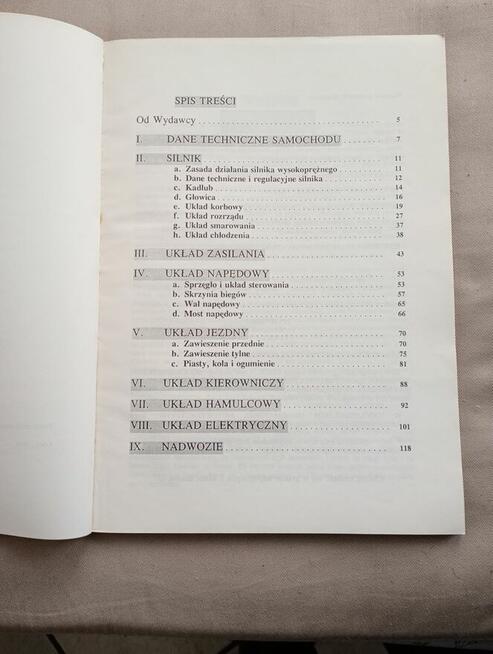 SPIS TREŚCI
Od Wydawcy 5
I. DANE TECHNICZNE SAMOCHODU 7
II. SILNIK 11
a. Zasada działania silnika wysokoprężnego 11
b. Dane techniczne i regulacyjne silnika 12
c. Kadłub 14
d. Głowica 16
e. Układ korbowy 19
f. Układ rozrządu 27
g. Układ smarowania 37
h. Układ chłodzenia 38
III. UKŁAD ZASILANIA 43
IV. UKŁAD NAPĘDOWY 53
a. Sprzęgło i układ sterowania 53
b. Skrzynia biegów 57
c. Wał napędowy 65
d. Most napędowy 66
V. UKŁAD JEZDNY 70
a. Zawieszenie przednie 70
b. Zawieszenie tylne 75
c. Piasty, koła i ogumienie 81
VI. UKŁAD KIEROWNICZY 88
VII. UKŁAD HAMULCOWY 92
VIII. UKŁAD ELEKTRYCZNY 101
IX. NADWOZIE 118